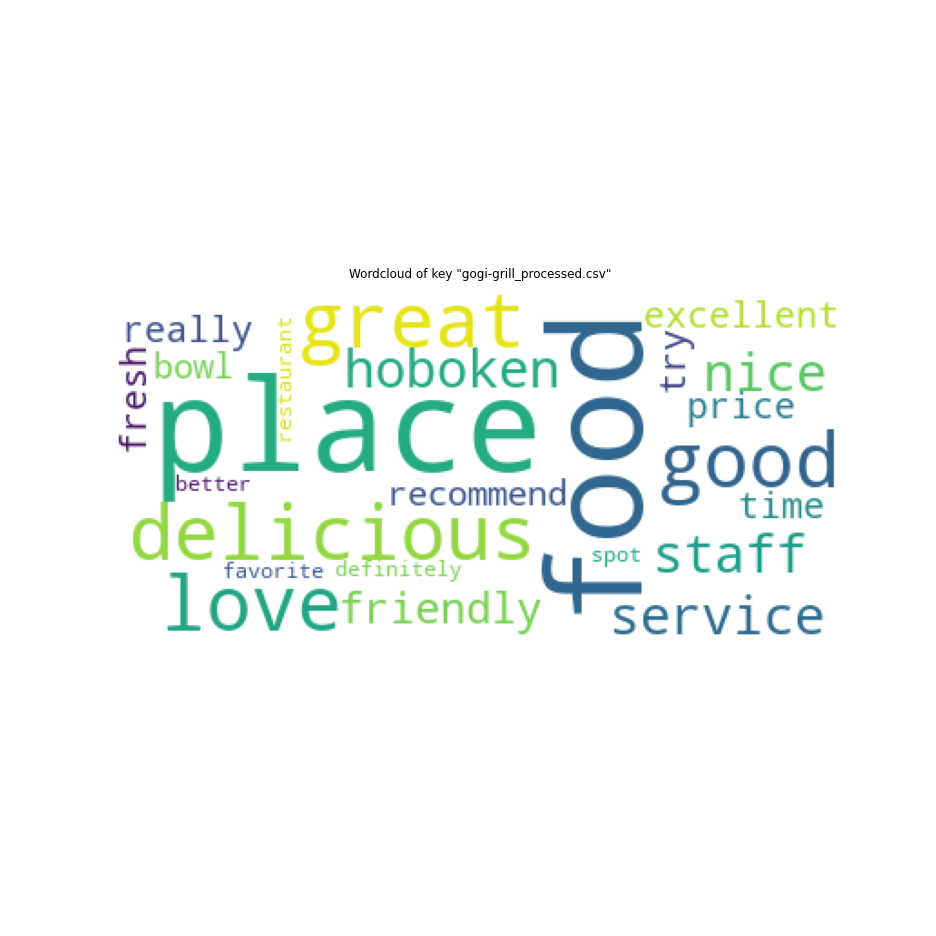 Wordcloud of key "gogi-grill_processed.csv"
great
excellent
really
hoboken
try
nice
bowl
restaurant
fresh
place
food
price
good
better
recommend
time
delicious
staff
spot
favorite
definitely
love
friendly
service